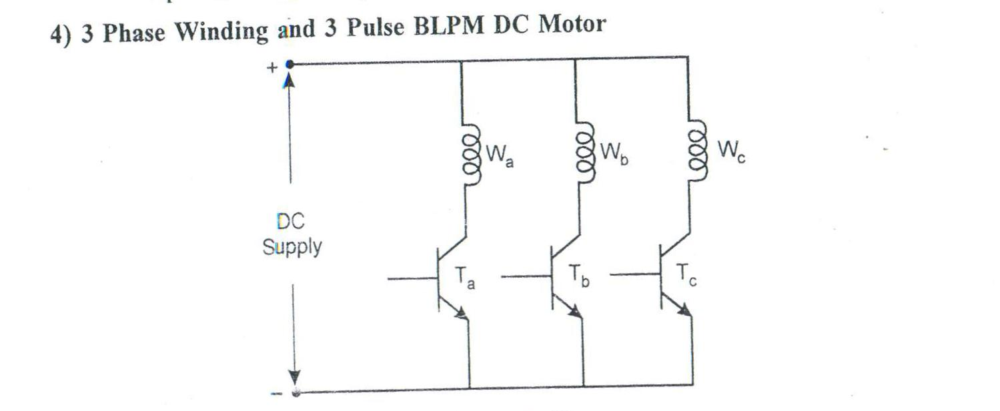 4) 3 Phase Winding and 3 Pulse BLPM DC Motor
+
Wa
Wb
Wc
DC
Supply
Ta
Tb
Tc
-